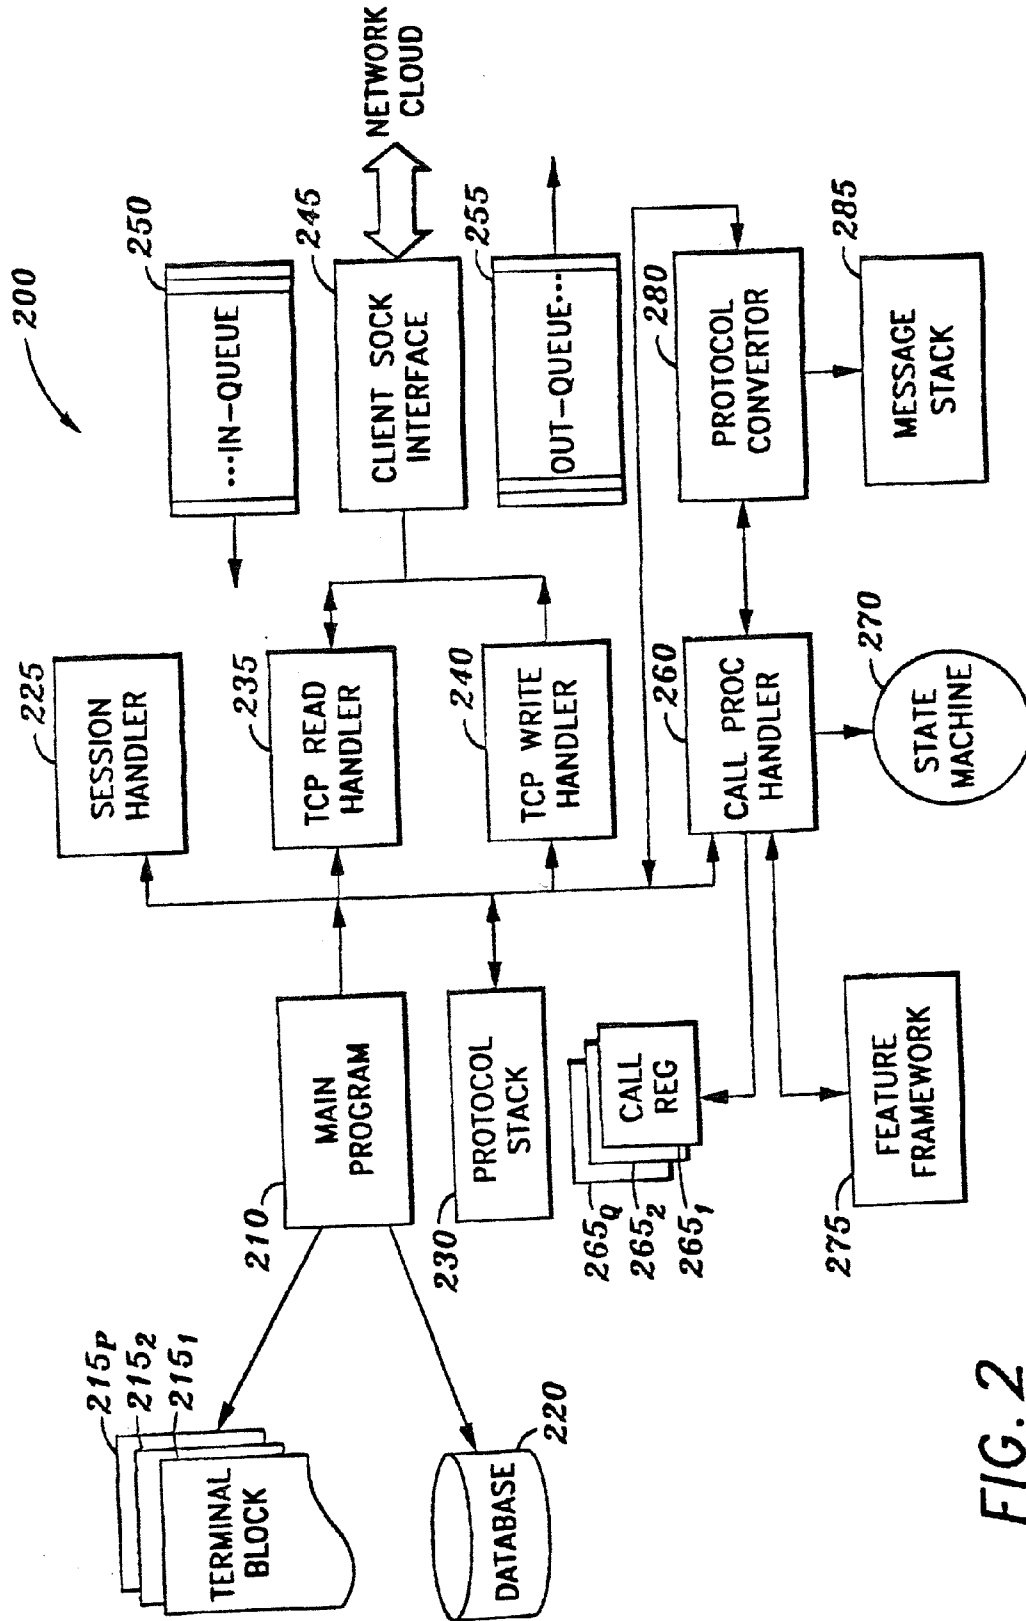 200
215P
2152
2151
TERMINAL
BLOCK
DATABASE
220
210
MAIN
PROGRAM
230
PROTOCOL
STACK
225
SESSION
HANDLER
235
TCP READ
HANDLER
240
TCP WRITE
HANDLER
250
...IN-QUEUE
245
CLIENT SOCK
INTERFACE
NETWORK
CLOUD
255
OUT-QUEUE...
265Q
2652
2651
CALL
REG
260
CALL PROC
HANDLER
280
PROTOCOL
CONVERTOR
275
FEATURE
FRAMEWORK
270
STATE
MACHINE
285
MESSAGE
STACK
FIG. 2